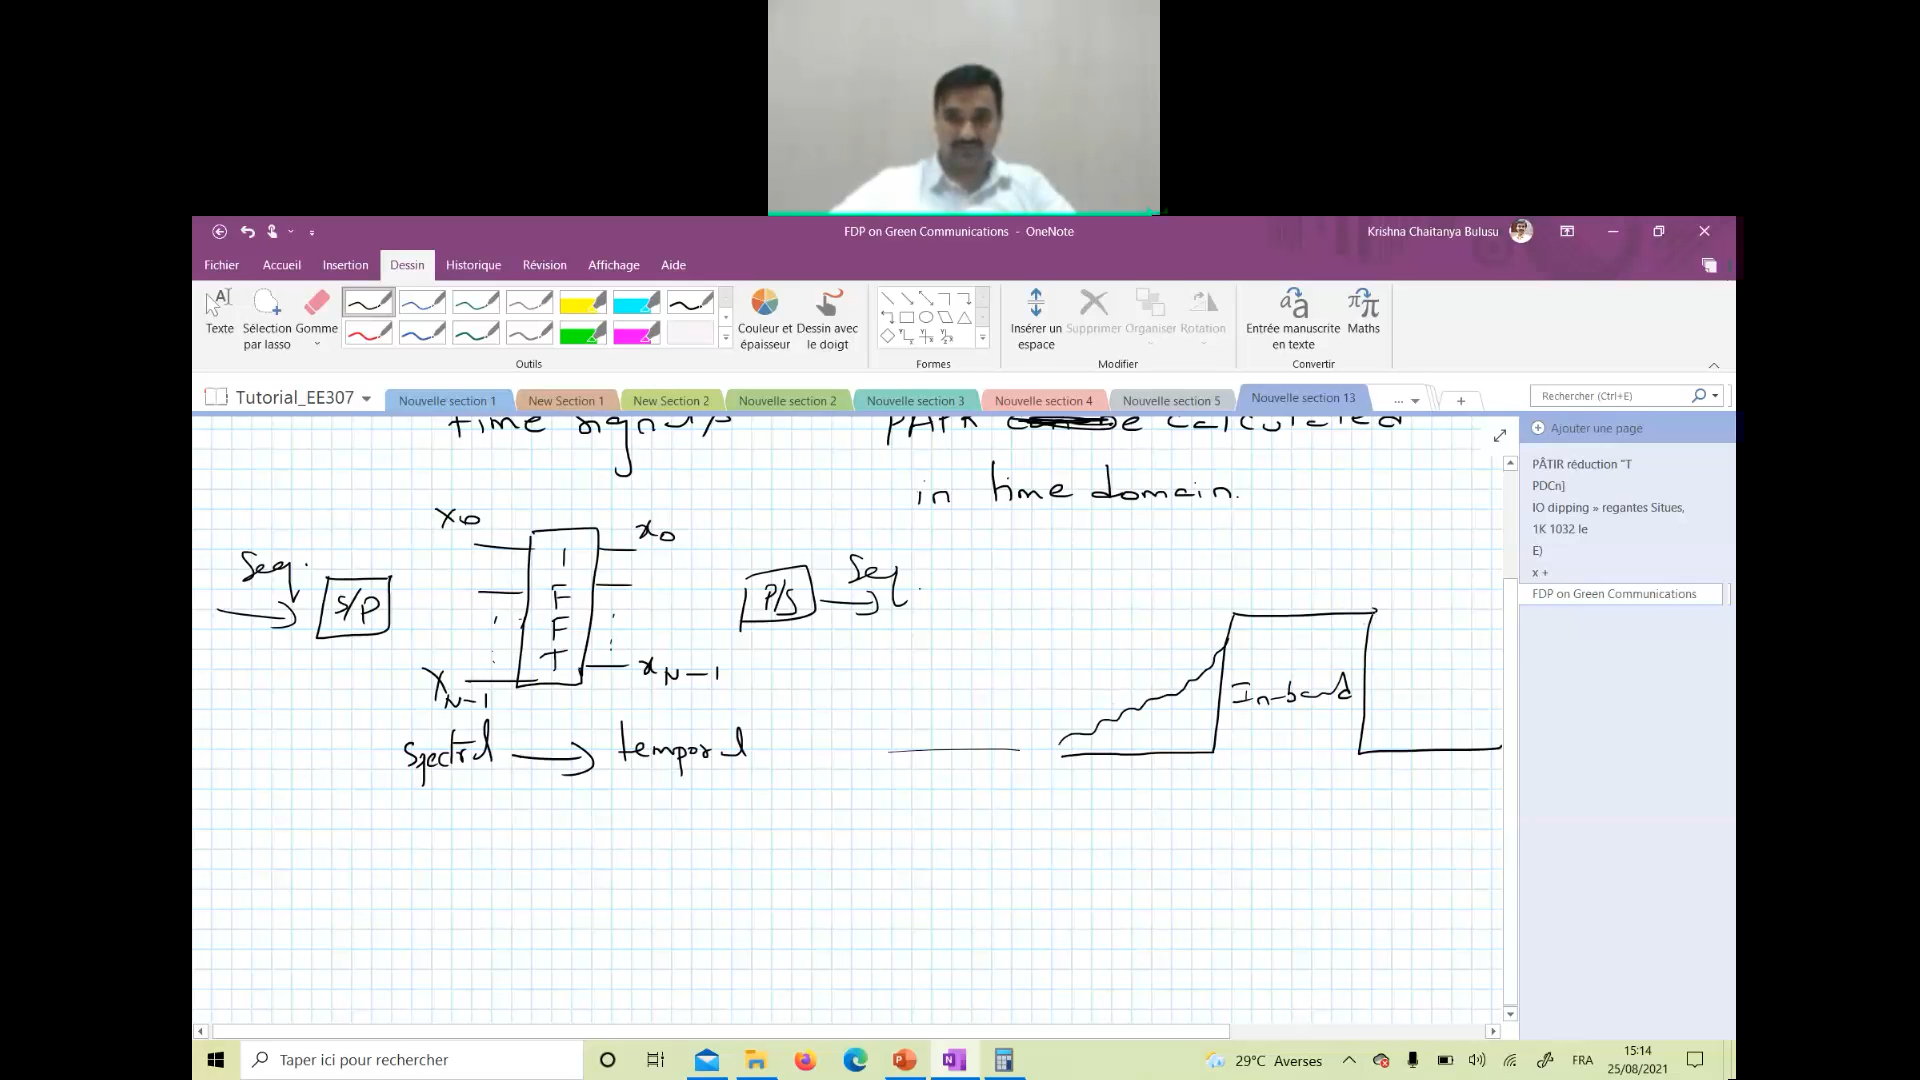 FDP on Green Communications - OneNote
Krishna Chaitanya Bulusu
Fichier Accueil Insertion Dessin Historique Révision Affichage Aide
Texte
Sélection par lasso
Gomme
Couleur et épaisseur
Dessin avec le doigt
Insérer un espace
Supprimer
Organiser
Rotation
Entrée manuscrite en texte
Maths
Outils
Formes
Modifier
Convertir
Tutorial_EE307
Nouvelle section 1
New Section 1
New Section 2
Nouvelle section 2
Nouvelle section 3
Nouvelle section 4
Nouvelle section 5
Nouvelle section 13
...
Rechercher (Ctrl+E)
Ajouter une page
PÂTIR réduction "T
PDCn]
IO dipping » regantes Situes,
1K 1032 le
E)
x +
FDP on Green Communications
time signals
PAPR calculated
in time domain.
X0
x0
Seq.
S/P
IFFT
P/S
Seq.
XN-1
xN-1
In-band
spectral → temporal
Taper ici pour rechercher
29°C Averses
FRA
15:14
25/08/2021